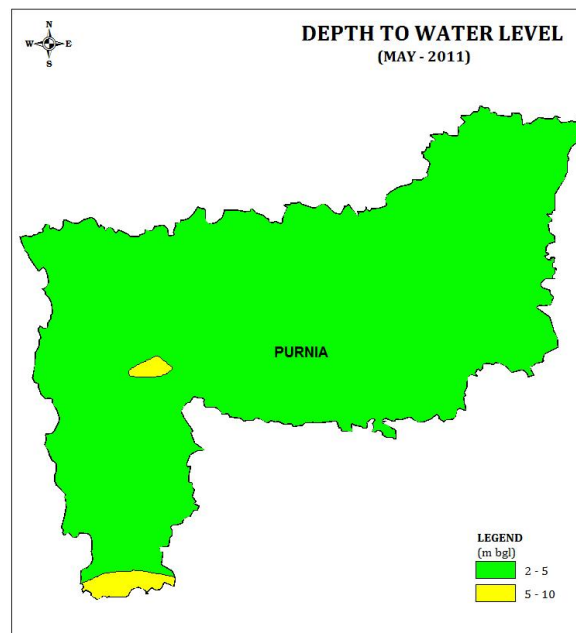 N
W E
S
DEPTH TO WATER LEVEL
(MAY - 2011)
PURNIA
LEGEND
(m bgl)
2 - 5
5 - 10